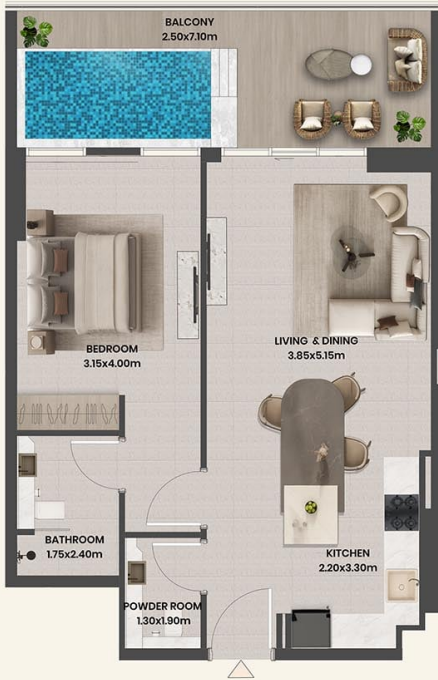 BALCONY
2.50x7.10m
BEDROOM
3.15x4.00m
LIVING & DINING
3.85x5.15m
BATHROOM
1.75x2.40m
KITCHEN
2.20x3.30m
POWDER ROOM
1.30x1.90m